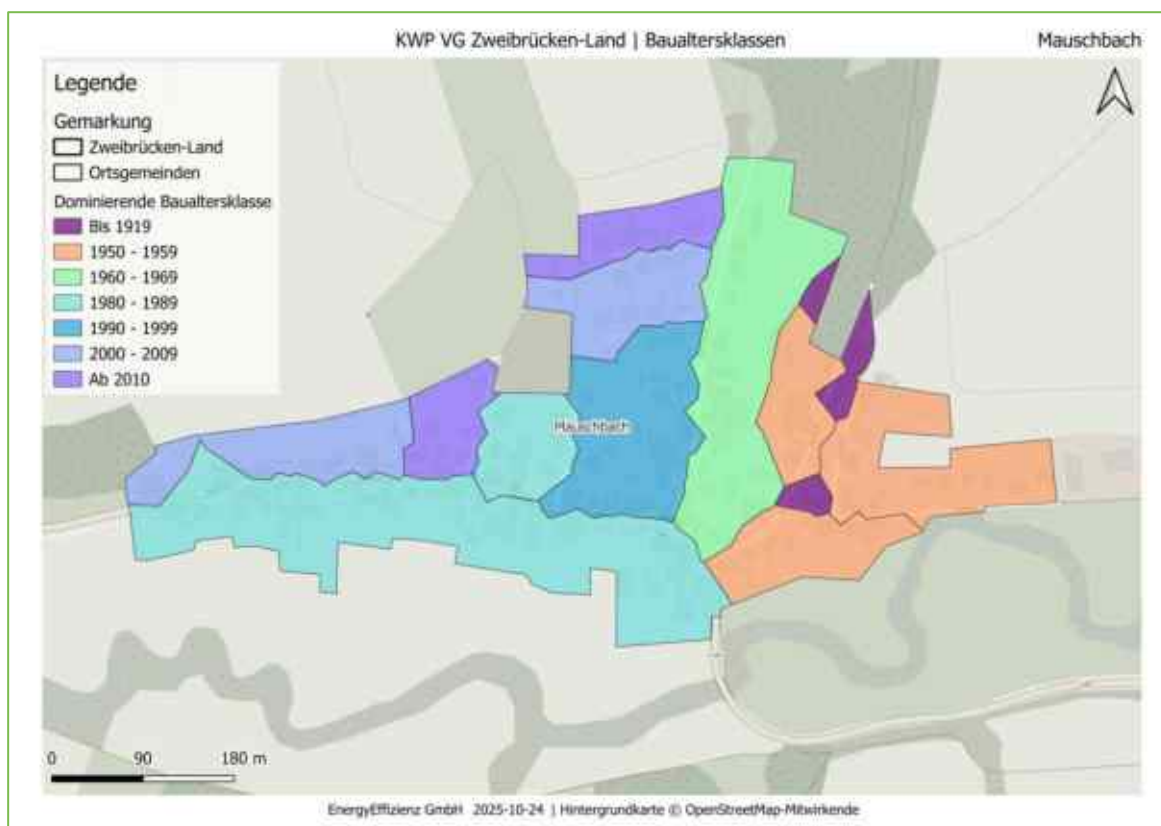 KWP VG Zweibrücken-Land | Baualtersklassen
Mauschbach
Legende
Gemarkung
Zweibrücken-Land
Ortsgemeinden
Dominierende Baualtersklasse
Bis 1919
1950 - 1959
1960 - 1969
1980 - 1989
1990 - 1999
2000 - 2009
Ab 2010
Mauschbach
0 90 180 m
EnergyEffizienz GmbH 2025-10-24 | Hintergrundkarte © OpenStreetMap-Mitwirkende